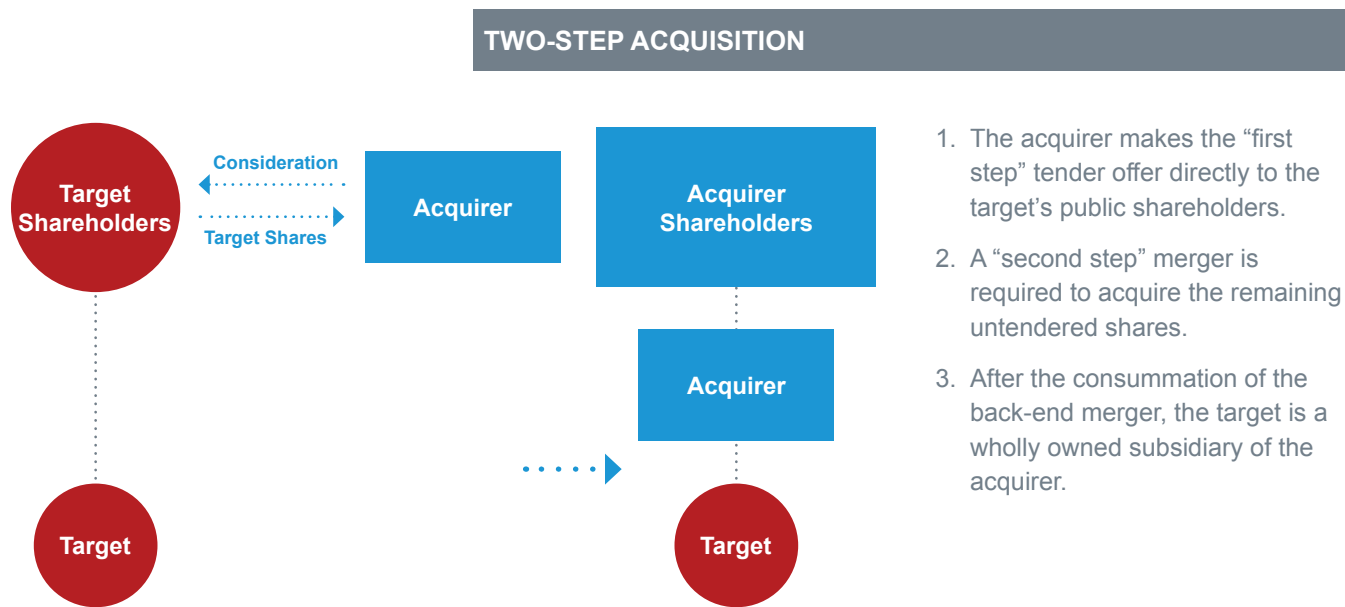 TWO-STEP ACQUISITION
Target
Shareholders
Consideration
Target Shares
Acquirer
Acquirer
Shareholders
Acquirer
Target
Target
1. The acquirer makes the “first
step” tender offer directly to the
target’s public shareholders.
2. A “second step” merger is
required to acquire the remaining
untendered shares.
3. After the consummation of the
back-end merger, the target is a
wholly owned subsidiary of the
acquirer.